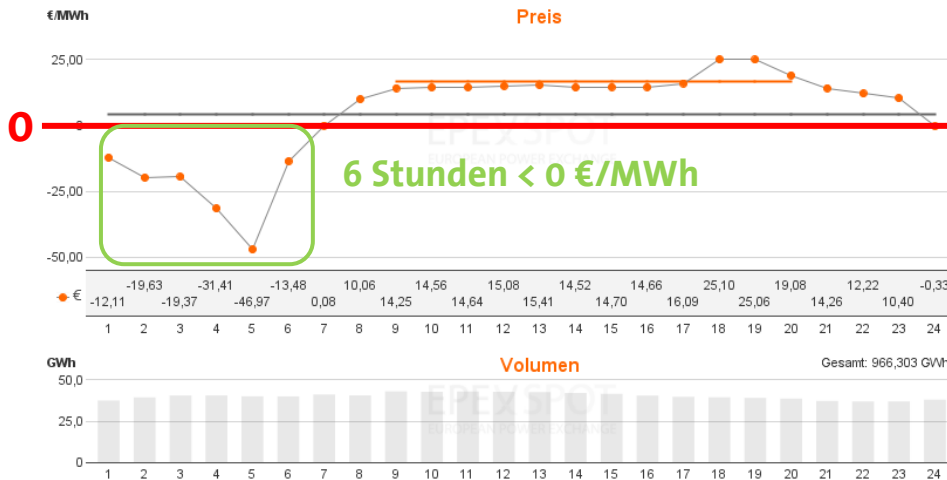 €/MWh
Preis
25,00
0
0
-25,00
-50,00
EPEXSPOT
EUROPEAN POWER EXCHANGE
6 Stunden < 0 €/MWh
-19,63 -31,41 -13,48 10,06 14,56 15,08 14,52 14,66 25,10 19,08 12,22 -0,33
€
-12,11 -19,37 -46,97 0,08 14,25 14,64 15,41 14,70 16,09 25,06 14,26 10,40
1 2 3 4 5 6 7 8 9 10 11 12 13 14 15 16 17 18 19 20 21 22 23 24
GWh
Volumen
Gesamt: 966,303 GWh
50,0
EPEXSPOT
25,0
EUROPEAN POWER EXCHANGE
0
1 2 3 4 5 6 7 8 9 10 11 12 13 14 15 16 17 18 19 20 21 22 23 24